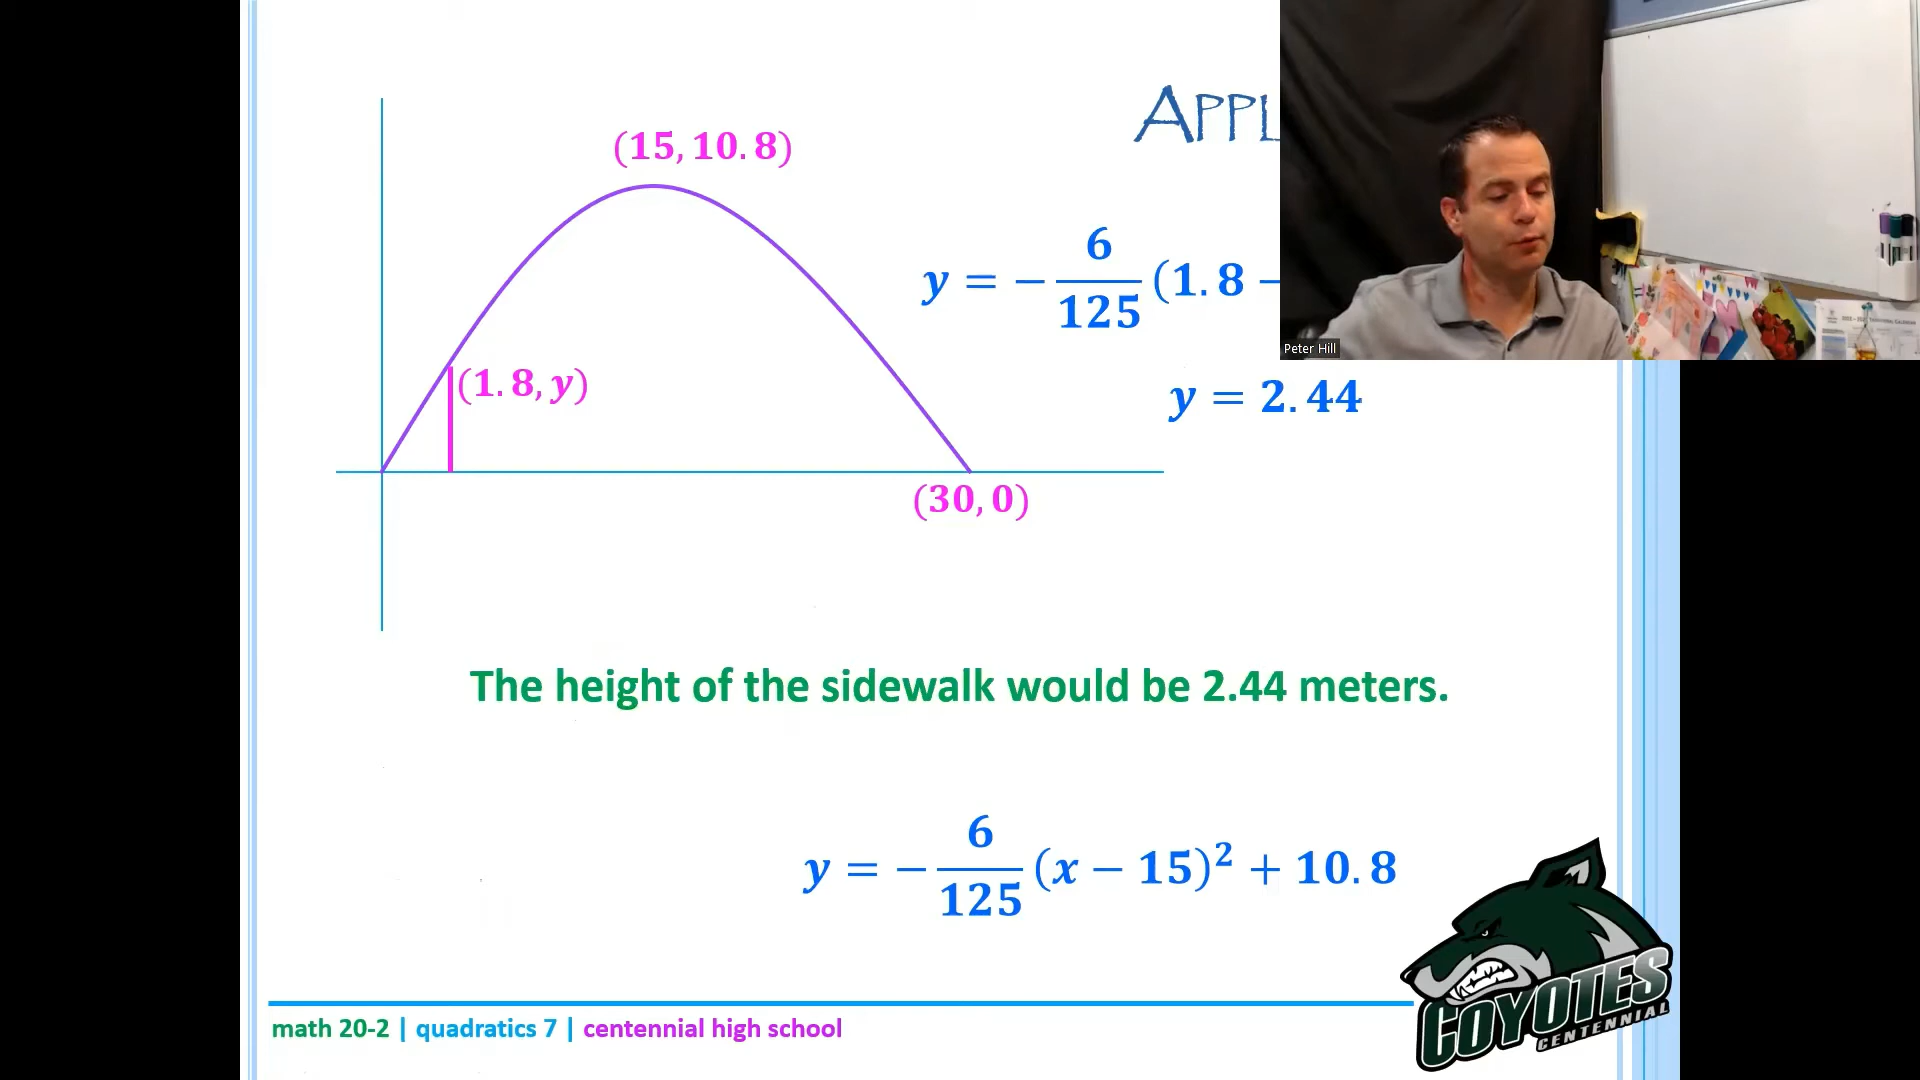 APPL
(15, 10.8)
y = −6/125 (1.8 −
Peter Hill
(1.8, y)
y = 2.44
(30, 0)
The height of the sidewalk would be 2.44 meters.
y = −6/125 (x − 15)² + 10.8
math 20-2 | quadratics 7 | centennial high school
COYOTES
CENTENNIAL